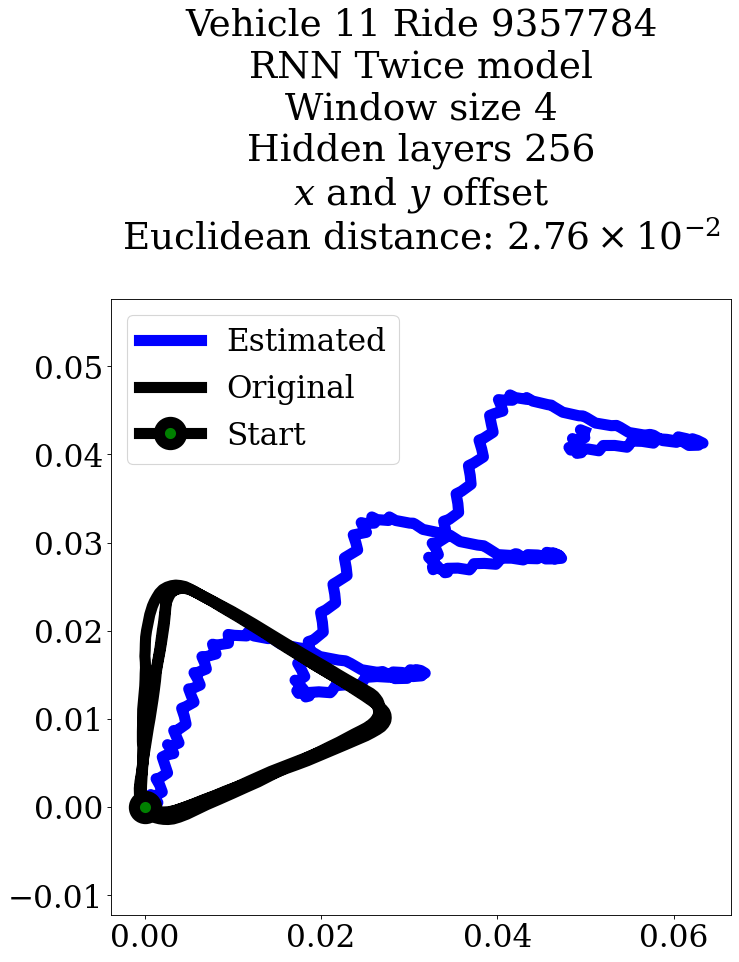 Vehicle 11 Ride 9357784
RNN Twice model
Window size 4
Hidden layers 256
x and y offset
Euclidean distance: 2.76 × 10⁻²
Estimated
Original
Start
0.05
0.04
0.03
0.02
0.01
0.00
−0.01
0.00 0.02 0.04 0.06